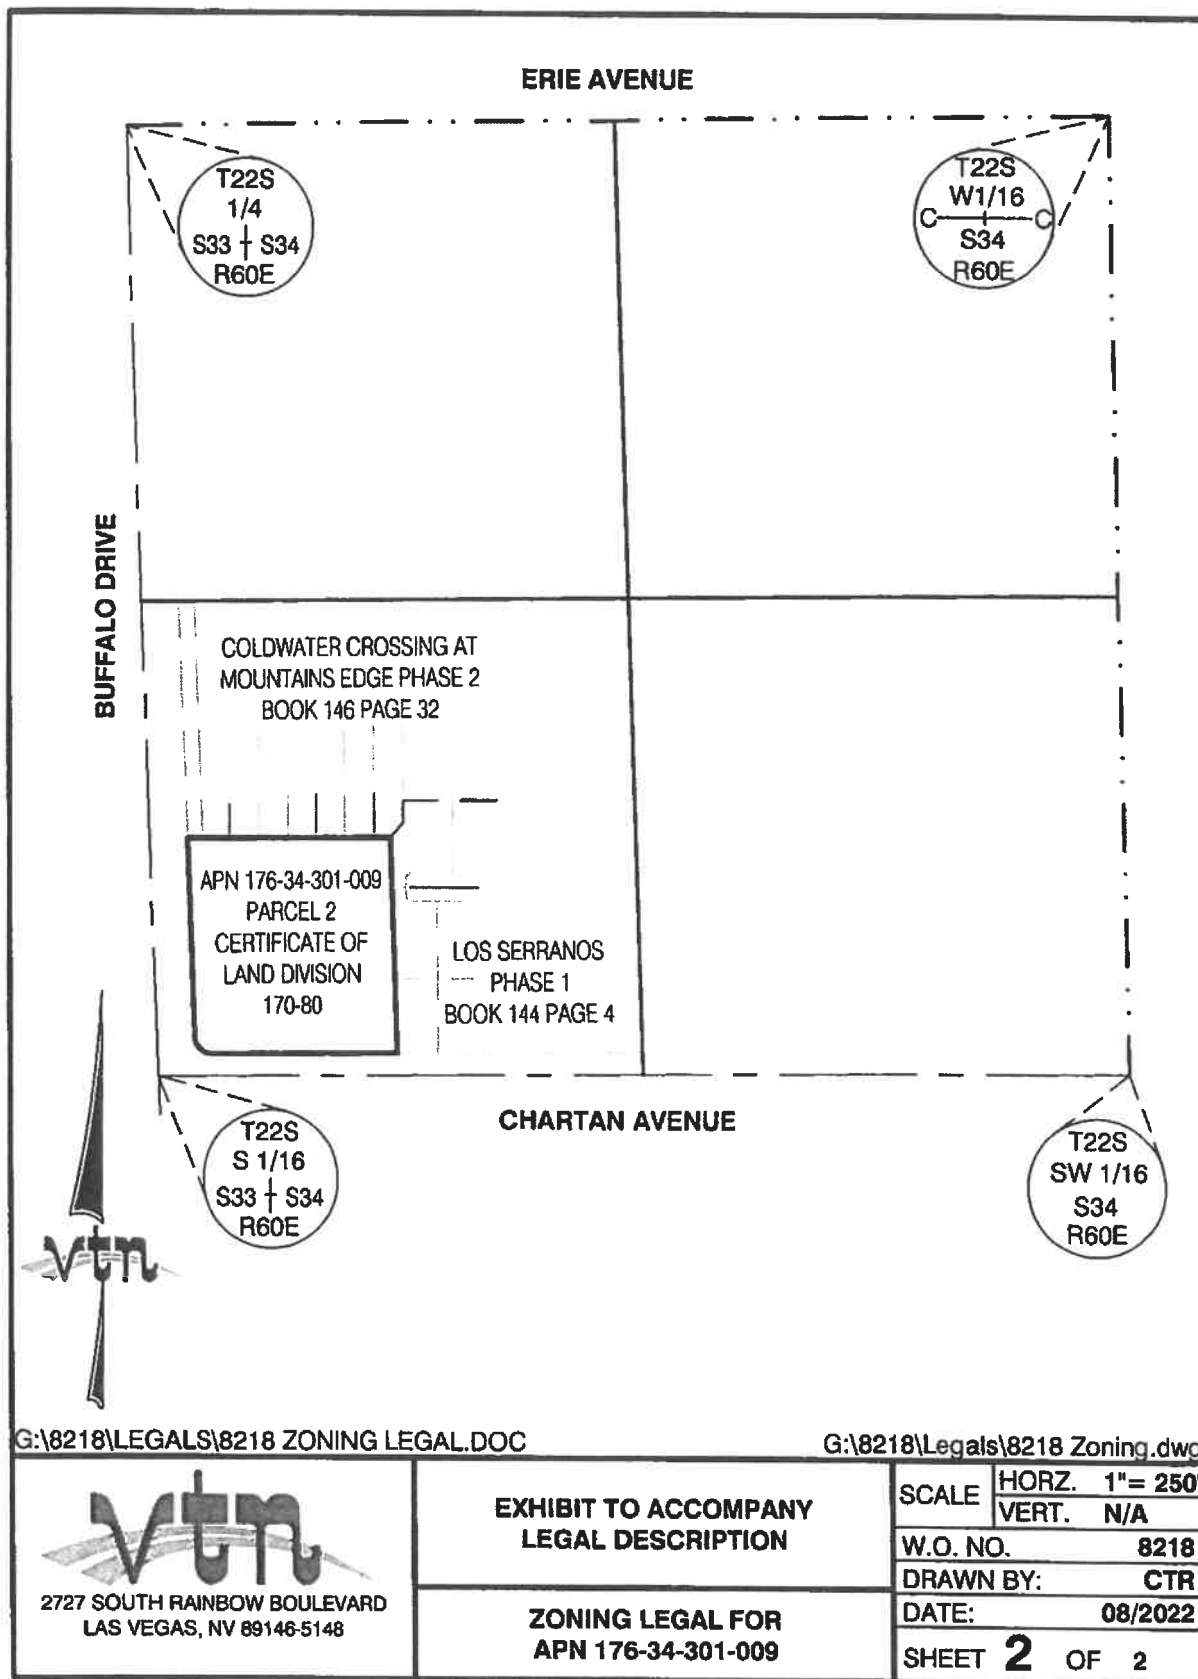 ERIE AVENUE
T22S
1/4
S33 S34
R60E
T22S
W1/16
C C
S34
R60E
BUFFALO DRIVE
COLDWATER CROSSING AT
MOUNTAINS EDGE PHASE 2
BOOK 146 PAGE 32
APN 176-34-301-009
PARCEL 2
CERTIFICATE OF
LAND DIVISION
170-80
LOS SERRANOS
PHASE 1
BOOK 144 PAGE 4
CHARTAN AVENUE
T22S
S 1/16
S33 S34
R60E
T22S
SW 1/16
S34
R60E
vtn
G:\8218\LEGALS\8218 ZONING LEGAL.DOC
G:\8218\Legals\8218 Zoning.dwg
vtn
2727 SOUTH RAINBOW BOULEVARD
LAS VEGAS, NV 89146-5148
EXHIBIT TO ACCOMPANY
LEGAL DESCRIPTION
ZONING LEGAL FOR
APN 176-34-301-009
SCALE HORZ. 1"= 250'
VERT. N/A
W.O. NO. 8218
DRAWN BY: CTR
DATE: 08/2022
SHEET 2 OF 2